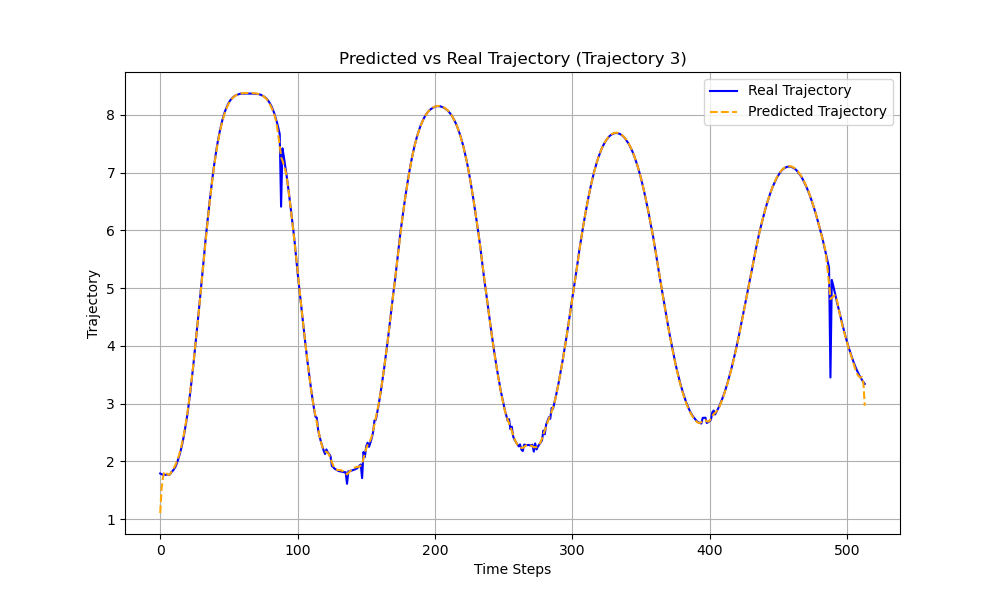 Predicted vs Real Trajectory (Trajectory 3)
Real Trajectory
Predicted Trajectory
8
7
6
5
4
3
2
1
Trajectory
0 100 200 300 400 500
Time Steps